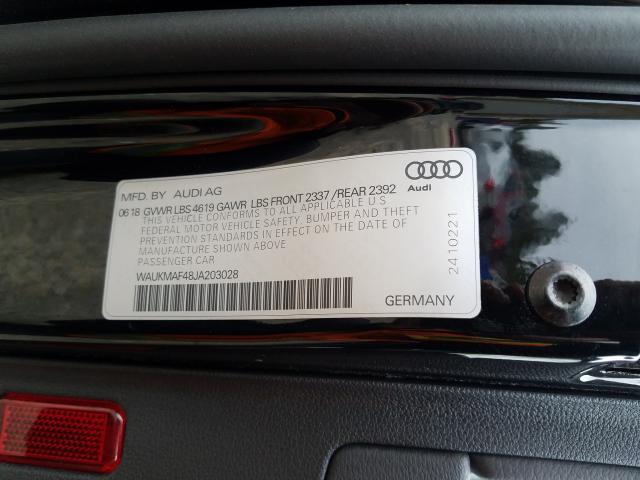 MFD. BY AUDI AG
Audi
06 18 GVWR LBS 4619 GAWR LBS FRONT 2337 /REAR 2392
THIS VEHICLE CONFORMS TO ALL APPLICABLE U S
FEDERAL MOTOR VEHICLE SAFETY, BUMPER AND THEFT
PREVENTION STANDARDS IN EFFECT ON THE DATE OF
MANUFACTURE SHOWN ABOVE
PASSENGER CAR
WAUKMAF48JA203028
2410221
GERMANY